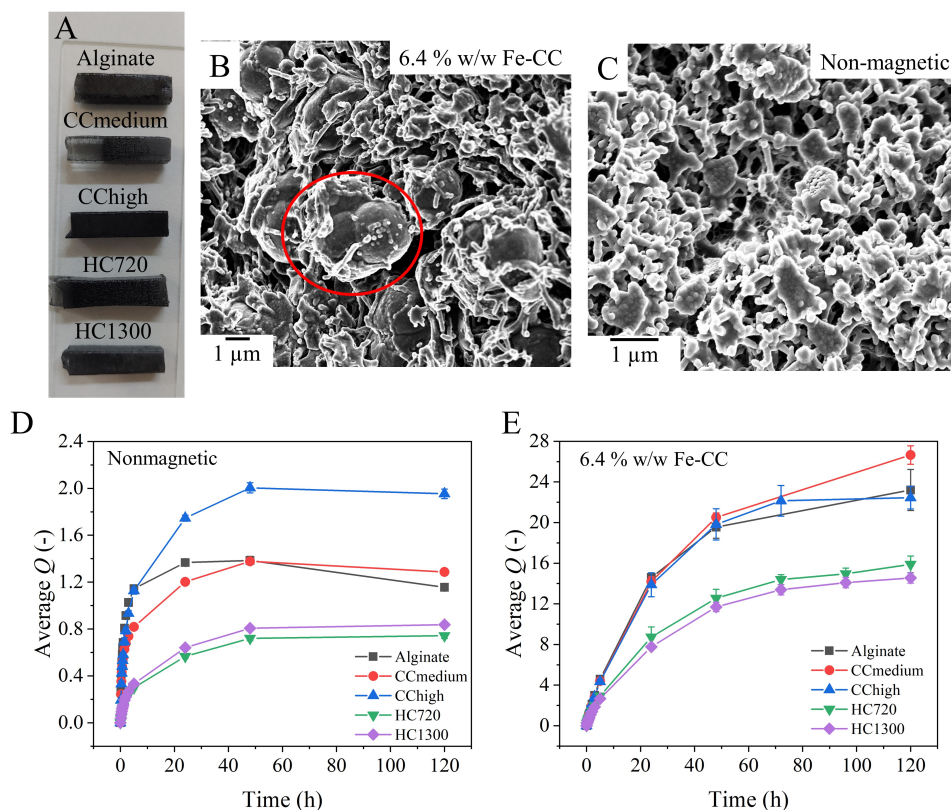 A
Alginate
CCmedium
CChigh
HC720
HC1300
B
6.4 % w/w Fe-CC
1 µm
C
Non-magnetic
1 µm
D
Nonmagnetic
Average Q (-)
2.4
2.0
1.6
1.2
0.8
0.4
0.0
Alginate
CCmedium
CChigh
HC720
HC1300
0 20 40 60 80 100 120
Time (h)
E
6.4 % w/w Fe-CC
Average Q (-)
28
24
20
16
12
8
4
0
Alginate
CCmedium
CChigh
HC720
HC1300
0 20 40 60 80 100 120
Time (h)